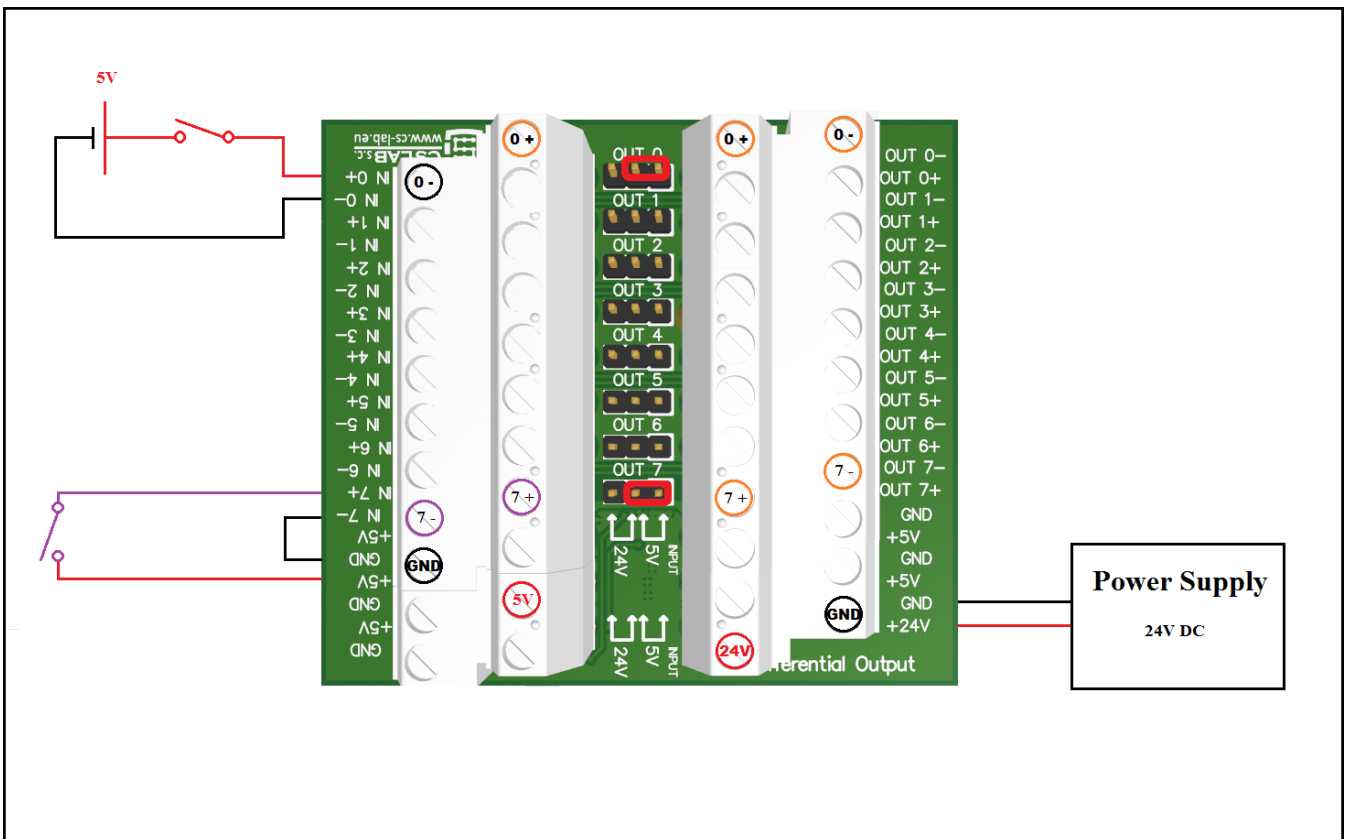 5V
www.cs-lab.eu
CSLAB s.c.
IN 0+
IN 0−
IN 1+
IN 1−
IN 2+
IN 2−
IN 3+
IN 3−
IN 4+
IN 4−
IN 5+
IN 5−
IN 6+
IN 6−
IN 7+
IN 7−
+5V
GND
+5V
GND
+5V
GND
0 -
7 -
GND
0 +
7 +
5V
OUT 0
OUT 1
OUT 2
OUT 3
OUT 4
OUT 5
OUT 6
OUT 7
24V
5V
INPUT
24V
5V
INPUT
0 +
7 +
24V
0 -
7 -
GND
OUT 0−
OUT 0+
OUT 1−
OUT 1+
OUT 2−
OUT 2+
OUT 3−
OUT 3+
OUT 4−
OUT 4+
OUT 5−
OUT 5+
OUT 6−
OUT 6+
OUT 7−
OUT 7+
GND
+5V
GND
+5V
GND
+24V
Output
Power Supply
24V DC